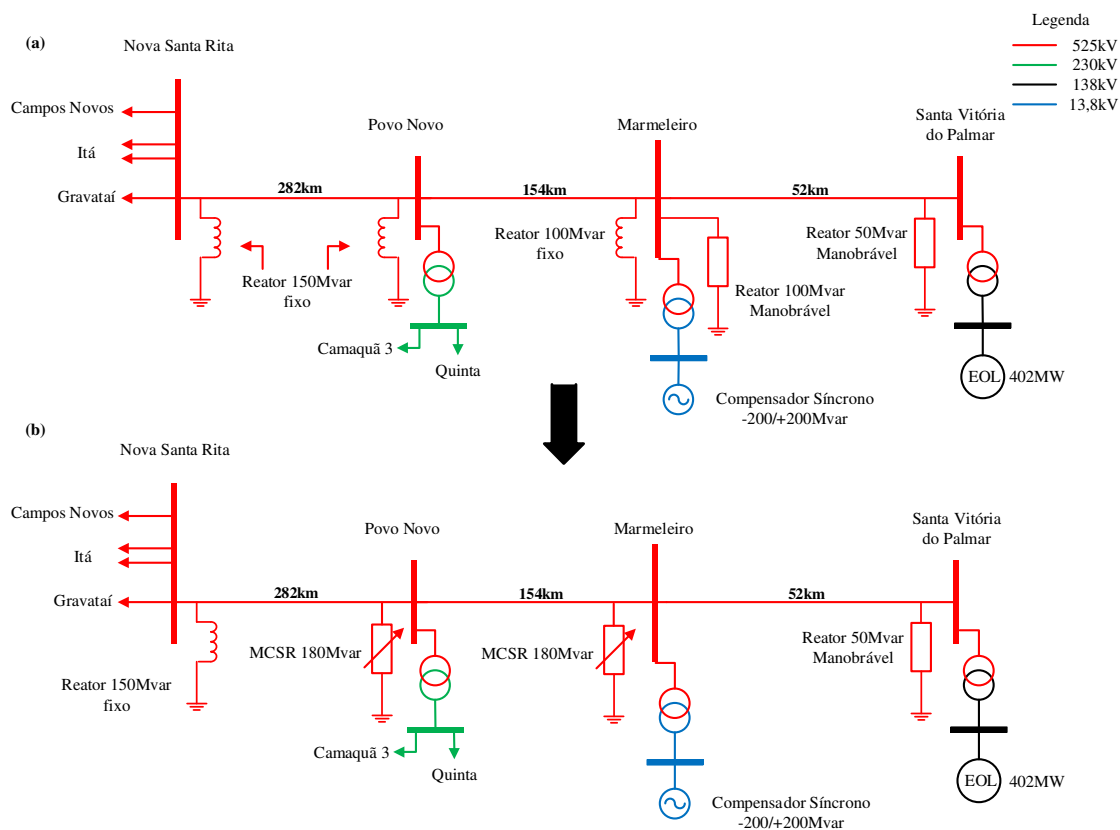 Legenda
525kV
230kV
138kV
13,8kV
(a)
Nova Santa Rita
Campos Novos
Itá
Gravataí
Povo Novo
Marmeleiro
Santa Vitória
do Palmar
282km
154km
52km
Reator 150Mvar
fixo
Reator 100Mvar
fixo
Reator 100Mvar
Manobrável
Reator 50Mvar
Manobrável
Camaquã 3
Quinta
Compensador Síncrono
-200/+200Mvar
EOL
402MW
(b)
Nova Santa Rita
Campos Novos
Itá
Gravataí
Povo Novo
Marmeleiro
Santa Vitória
do Palmar
282km
154km
52km
Reator 150Mvar
fixo
MCSR 180Mvar
MCSR 180Mvar
Reator 50Mvar
Manobrável
Camaquã 3
Quinta
Compensador Síncrono
-200/+200Mvar
EOL
402MW